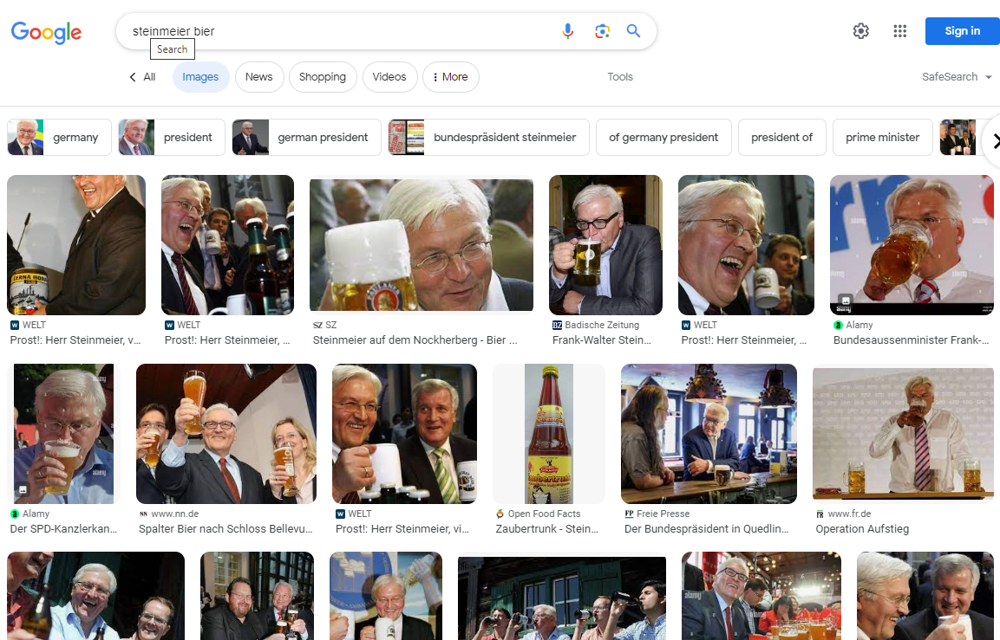 Google
steinmeier bier
Sign in
Search
All
Images
News
Shopping
Videos
More
Tools
SafeSearch
germany
president
german president
bundespräsident steinmeier
of germany president
president of
prime minister
WELT
Prost!: Herr Steinmeier, v...
WELT
Prost!: Herr Steinmeier, ...
SZ SZ
Steinmeier auf dem Nockherberg - Bier ...
BZ Badische Zeitung
Frank-Walter Stein...
WELT
Prost!: Herr Steinmeier, ...
a Alamy
Bundesaussenminister Frank-...
a Alamy
Der SPD-Kanzlerkan...
NN www.nn.de
Spalter Bier nach Schloss Bellevu...
WELT
Prost!: Herr Steinmeier, vi...
Open Food Facts
Zaubertrunk - Stein...
FP Freie Presse
Der Bundespräsident in Quedlin...
FR www.fr.de
Operation Aufstieg